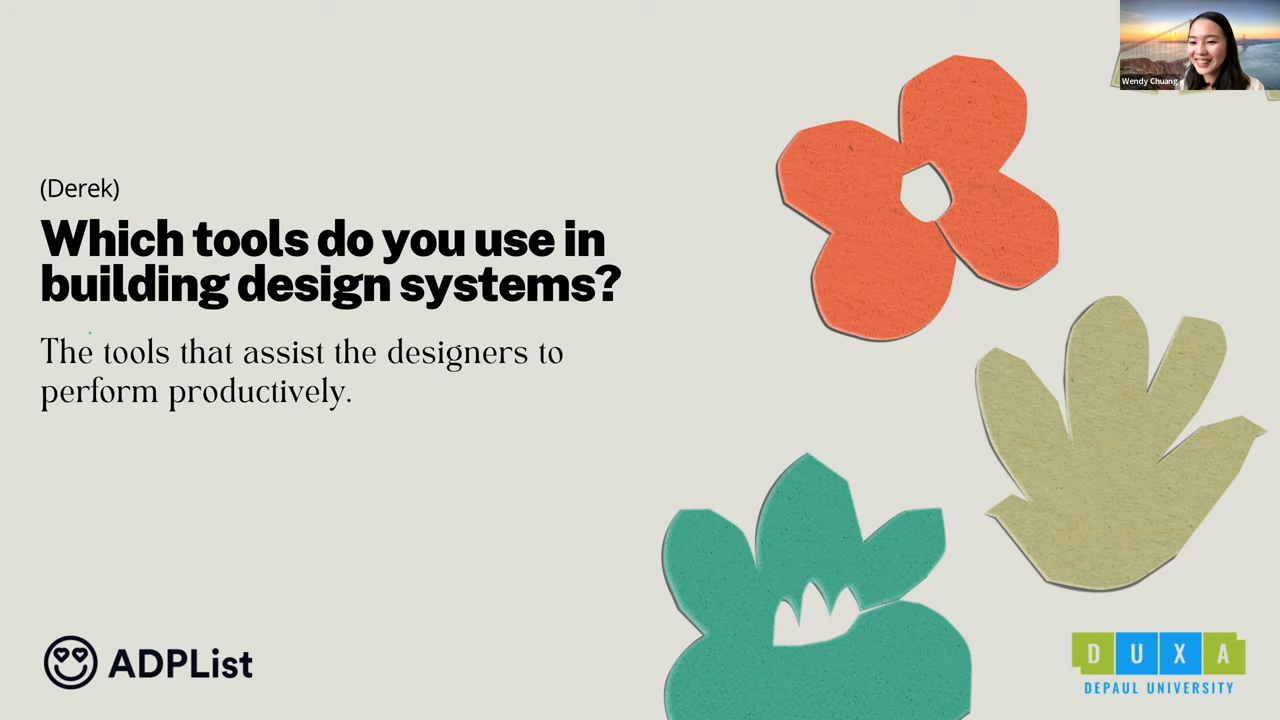 Wendy Chuang
(Derek)
Which tools do you use in
building design systems?
The tools that assist the designers to
perform productively.
ADPList
DUXA
DEPAUL UNIVERSITY